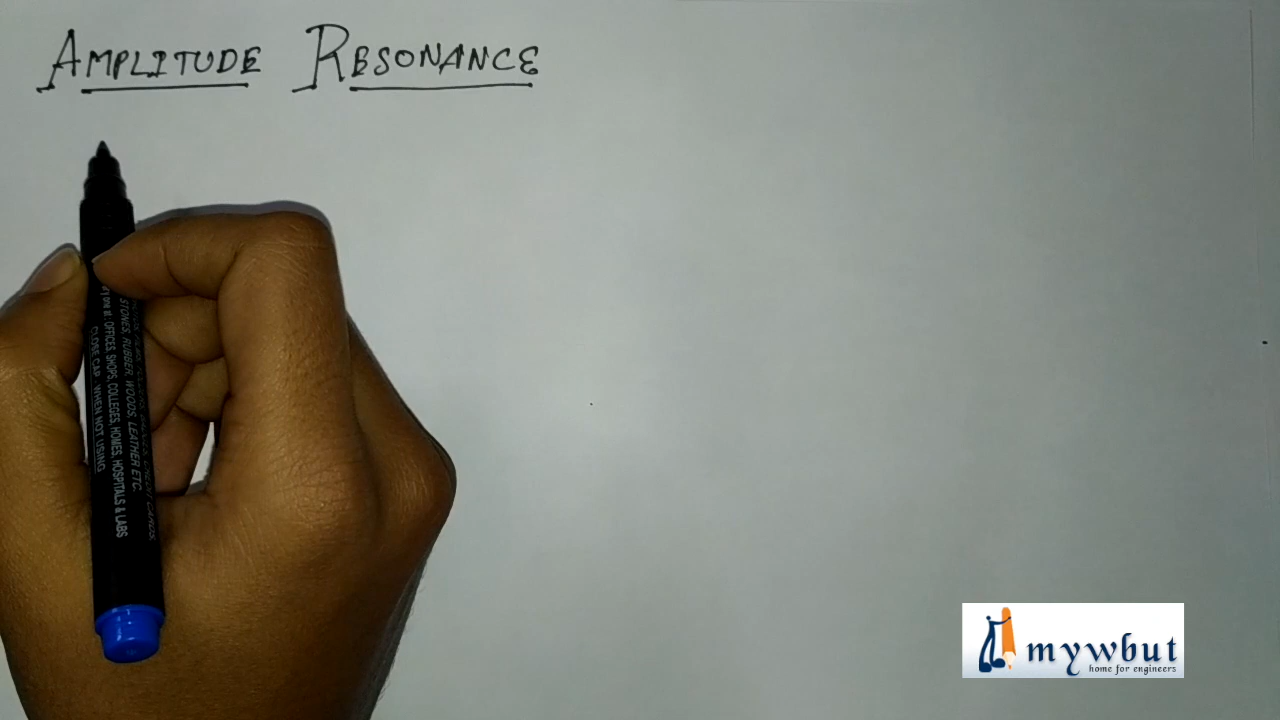 AMPLITUDE RESONANCE
STONES, RUBBER, WOODS, LEATHER ETC.
at: OFFICES, SHOPS, COLLEGES, HOMES, HOSPITALS & LABS
CLOSE CAP WHEN NOT USING
mywbut
home for engineers